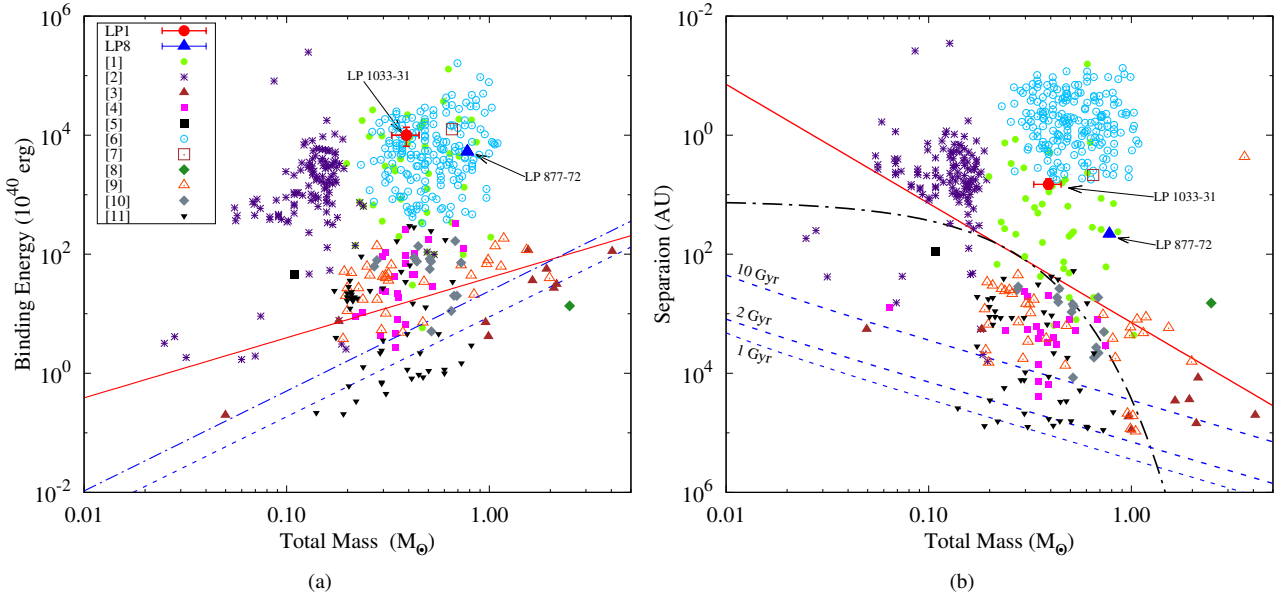 10^6
10^4
10^2
10^0
10^-2
Binding Energy (10^40 erg)
LP1
LP8
[1]
[2]
[3]
[4]
[5]
[6]
[7]
[8]
[9]
[10]
[11]
LP 1033-31
LP 877-72
0.01
0.10
1.00
Total Mass (M⊙)
(a)
10^-2
10^0
10^2
10^4
10^6
Separaion (AU)
LP 1033-31
LP 877-72
10 Gyr
2 Gyr
1 Gyr
0.01
0.10
1.00
Total Mass (M⊙)
(b)